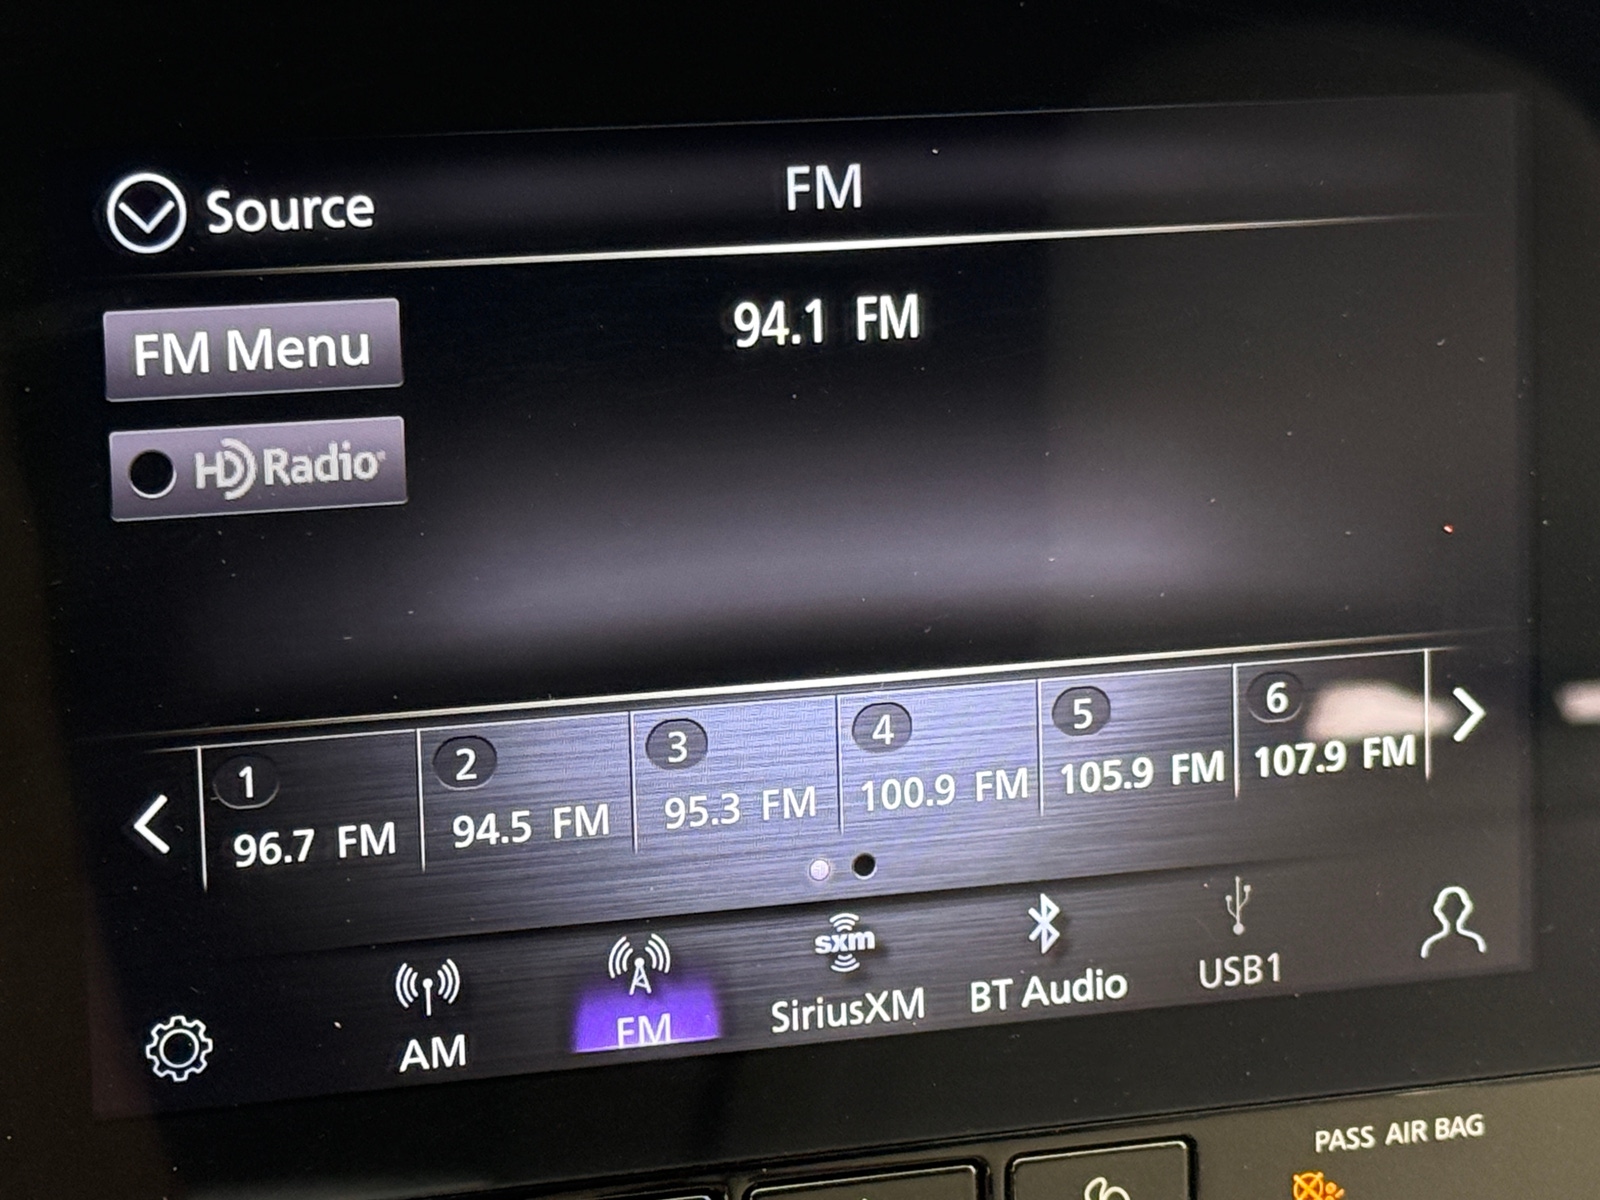 Source
FM
FM Menu
94.1 FM
HD Radio®
1
2
3
4
5
6
96.7 FM
94.5 FM
95.3 FM
100.9 FM
105.9 FM
107.9 FM
AM
FM
sxm
SiriusXM
BT Audio
USB1
PASS AIR BAG